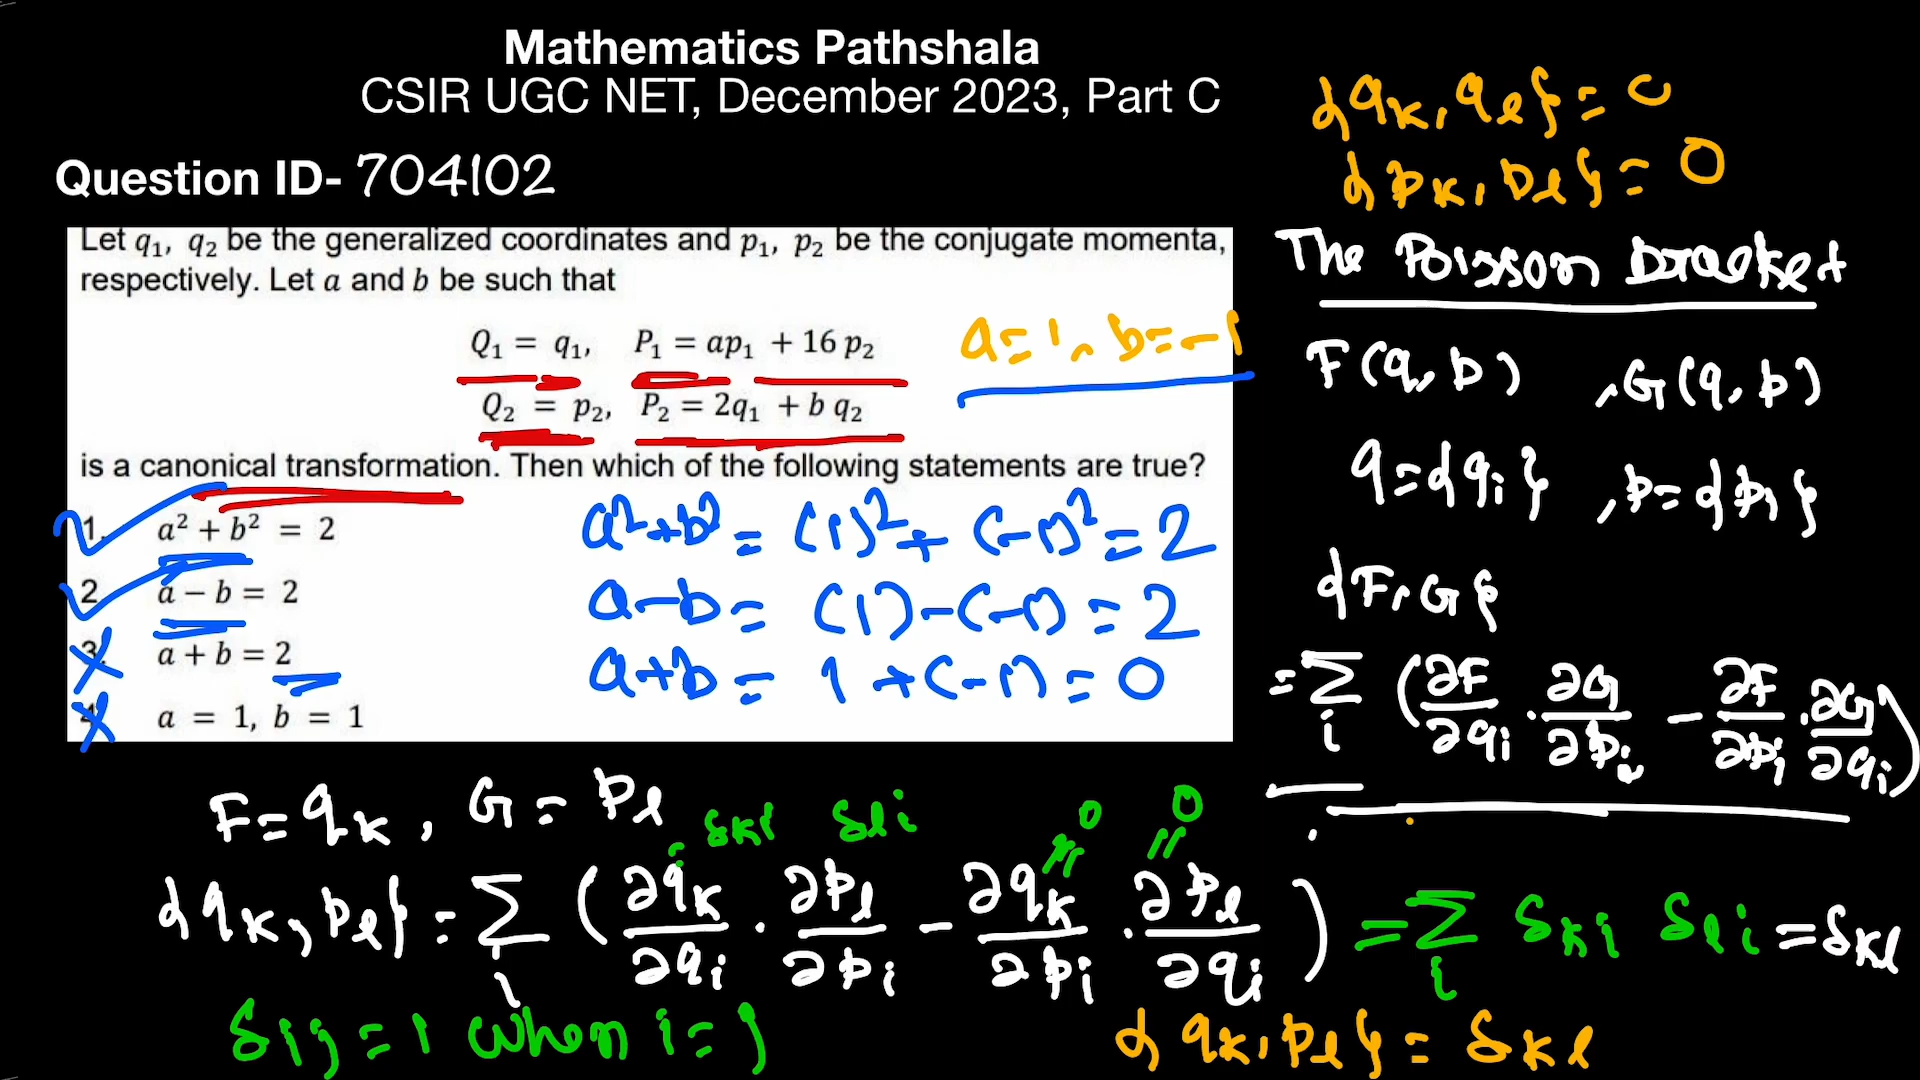 Mathematics Pathshala
CSIR UGC NET, December 2023, Part C
Question ID- 704102
Let q₁, q₂ be the generalized coordinates and p₁, p₂ be the conjugate momenta,
respectively. Let a and b be such that
Q₁ = q₁, P₁ = ap₁ + 16 p₂
Q₂ = p₂, P₂ = 2q₁ + b q₂
a=1, b=-1
is a canonical transformation. Then which of the following statements are true?
1. a² + b² = 2
2. a − b = 2
3. a + b = 2
4. a = 1, b = 1
a²+b² = (1)² + (-1)² = 2
a-b = (1)-(-1) = 2
a+b = 1+(-1) = 0
{qk, qℓ} = 0
{pk, pℓ} = 0
The Poisson Bracket
F(q, p) , G(q, p)
q={qi} , p={pi}
{F, G}
= Σi (∂F/∂qi · ∂G/∂pi − ∂F/∂pi · ∂G/∂qi)
F = qk , G = pℓ
δki δℓi 0 0
{qk, pℓ} = Σi (∂qk/∂qi · ∂pℓ/∂pi − ∂qk/∂pi · ∂pℓ/∂qi) = Σi δki δℓi = δkℓ
δij = 1 when i = j
{qk, pℓ} = δkℓ